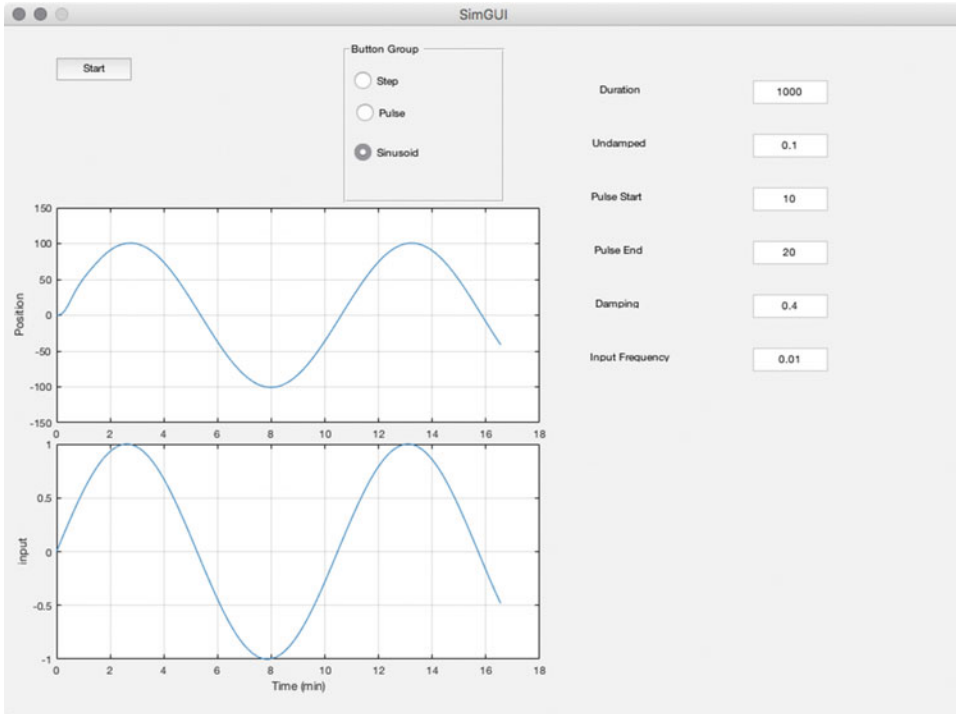 SimGUI
Start
Button Group
Step
Pulse
Sinusoid
Duration 1000
Undamped 0.1
Pulse Start 10
Pulse End 20
Damping 0.4
Input Frequency 0.01
150
100
50
0
-50
-100
-150
Position
0 2 4 6 8 10 12 14 16 18
1
0.5
0
-0.5
-1
input
0 2 4 6 8 10 12 14 16 18
Time (min)